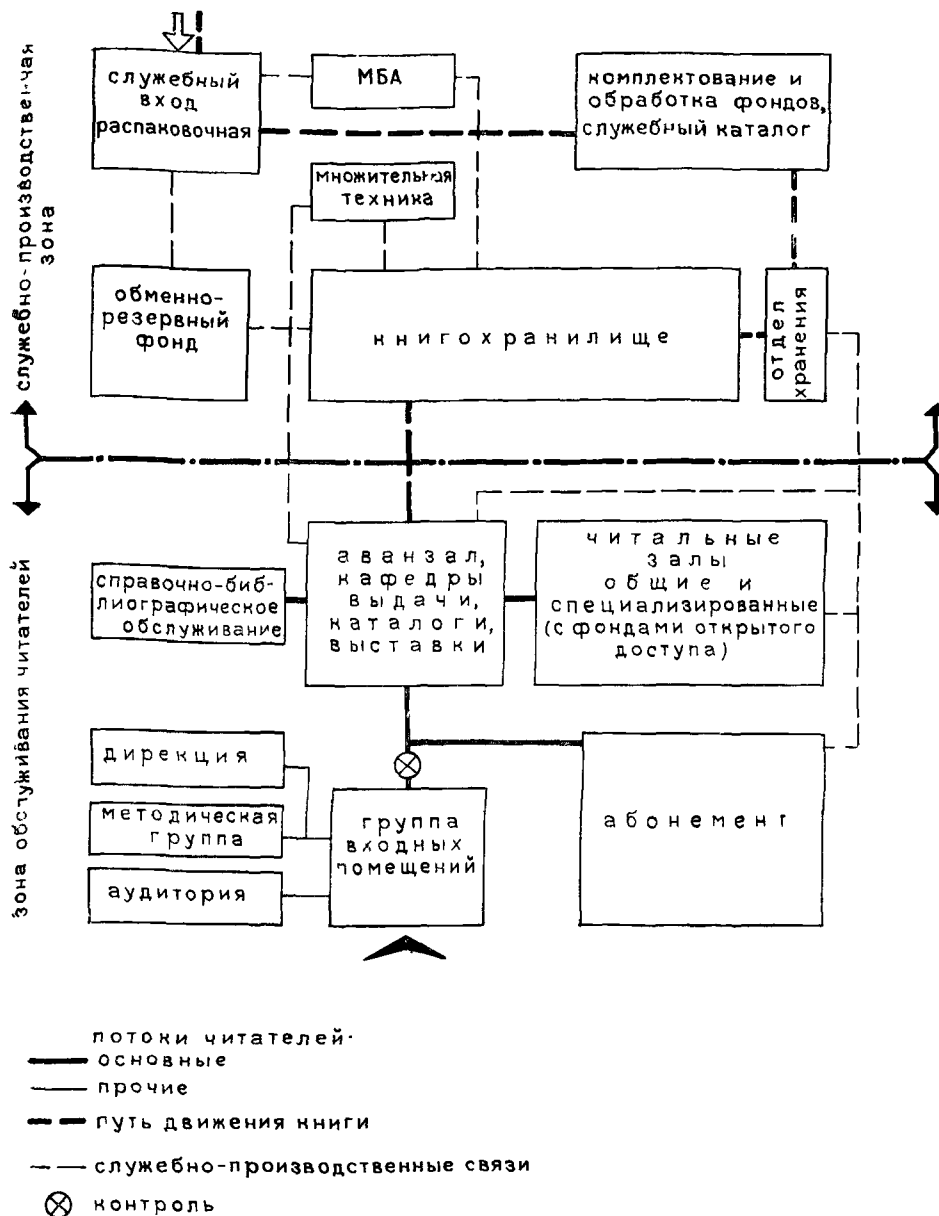 служебно-производственная
зона
служебный
вход
распаковочная
МБА
комплектование и
обработка фондов,
служебный каталог
множительная
техника
обменно-
резервный
фонд
книгохранилище
отдел
хранения
зона обслуживания читателей
справочно-биб-
лиографическое
обслуживание
аванзал,
кафедры
выдачи,
каталоги,
выставки
читальные
залы
общие и
специализированные
(с фондами открытого
доступа)
дирекция
методическая
группа
аудитория
группа
входных
помещений
абонемент
потоки читателей·
основные
прочие
путь движения книги
служебно-производственные связи
контроль